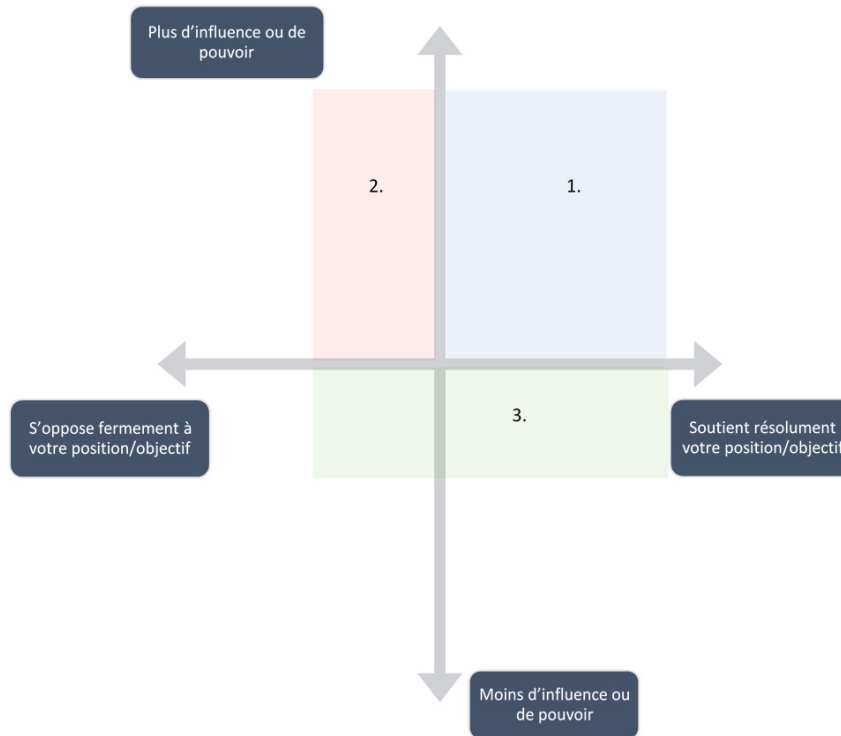 Plus d’influence ou de
pouvoir
2.
1.
S’oppose fermement à
votre position/objectif
3.
Soutient résolument
votre position/objectif
Moins d’influence ou
de pouvoir